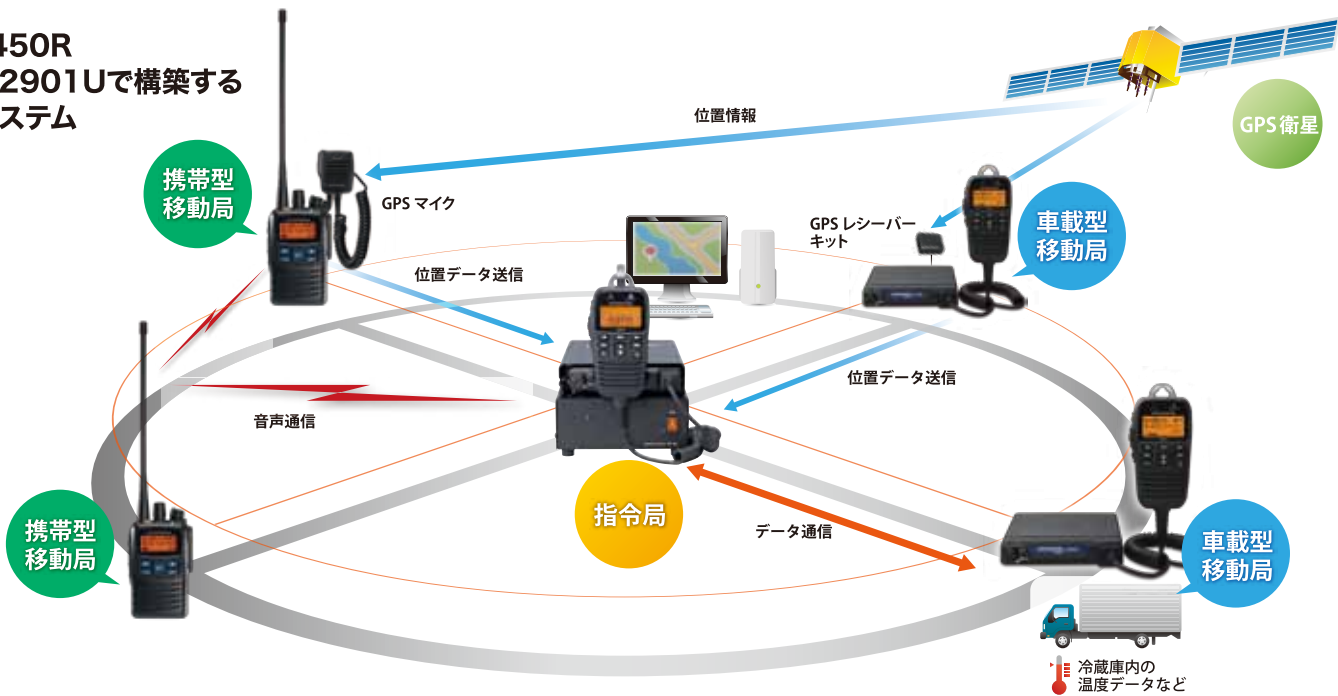 450R
2901Uで構築する
ステム
位置情報
GPS衛星
携帯型
移動局
GPS マイク
GPS レシーバー
キット
車載型
移動局
位置データ送信
位置データ送信
音声通信
指令局
データ通信
携帯型
移動局
車載型
移動局
冷蔵庫内の
温度データなど